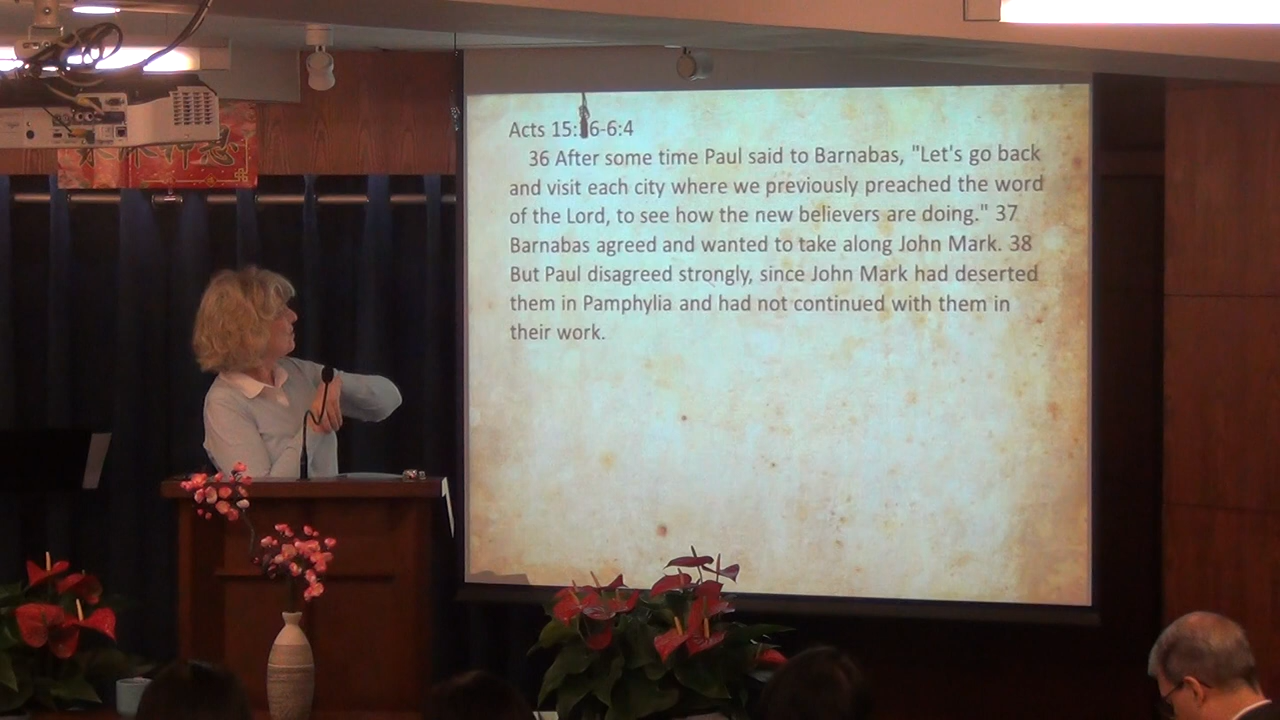 Acts 15:36-6:4
36 After some time Paul said to Barnabas, "Let's go back
and visit each city where we previously preached the word
of the Lord, to see how the new believers are doing." 37
Barnabas agreed and wanted to take along John Mark. 38
But Paul disagreed strongly, since John Mark had deserted
them in Pamphylia and had not continued with them in
their work.